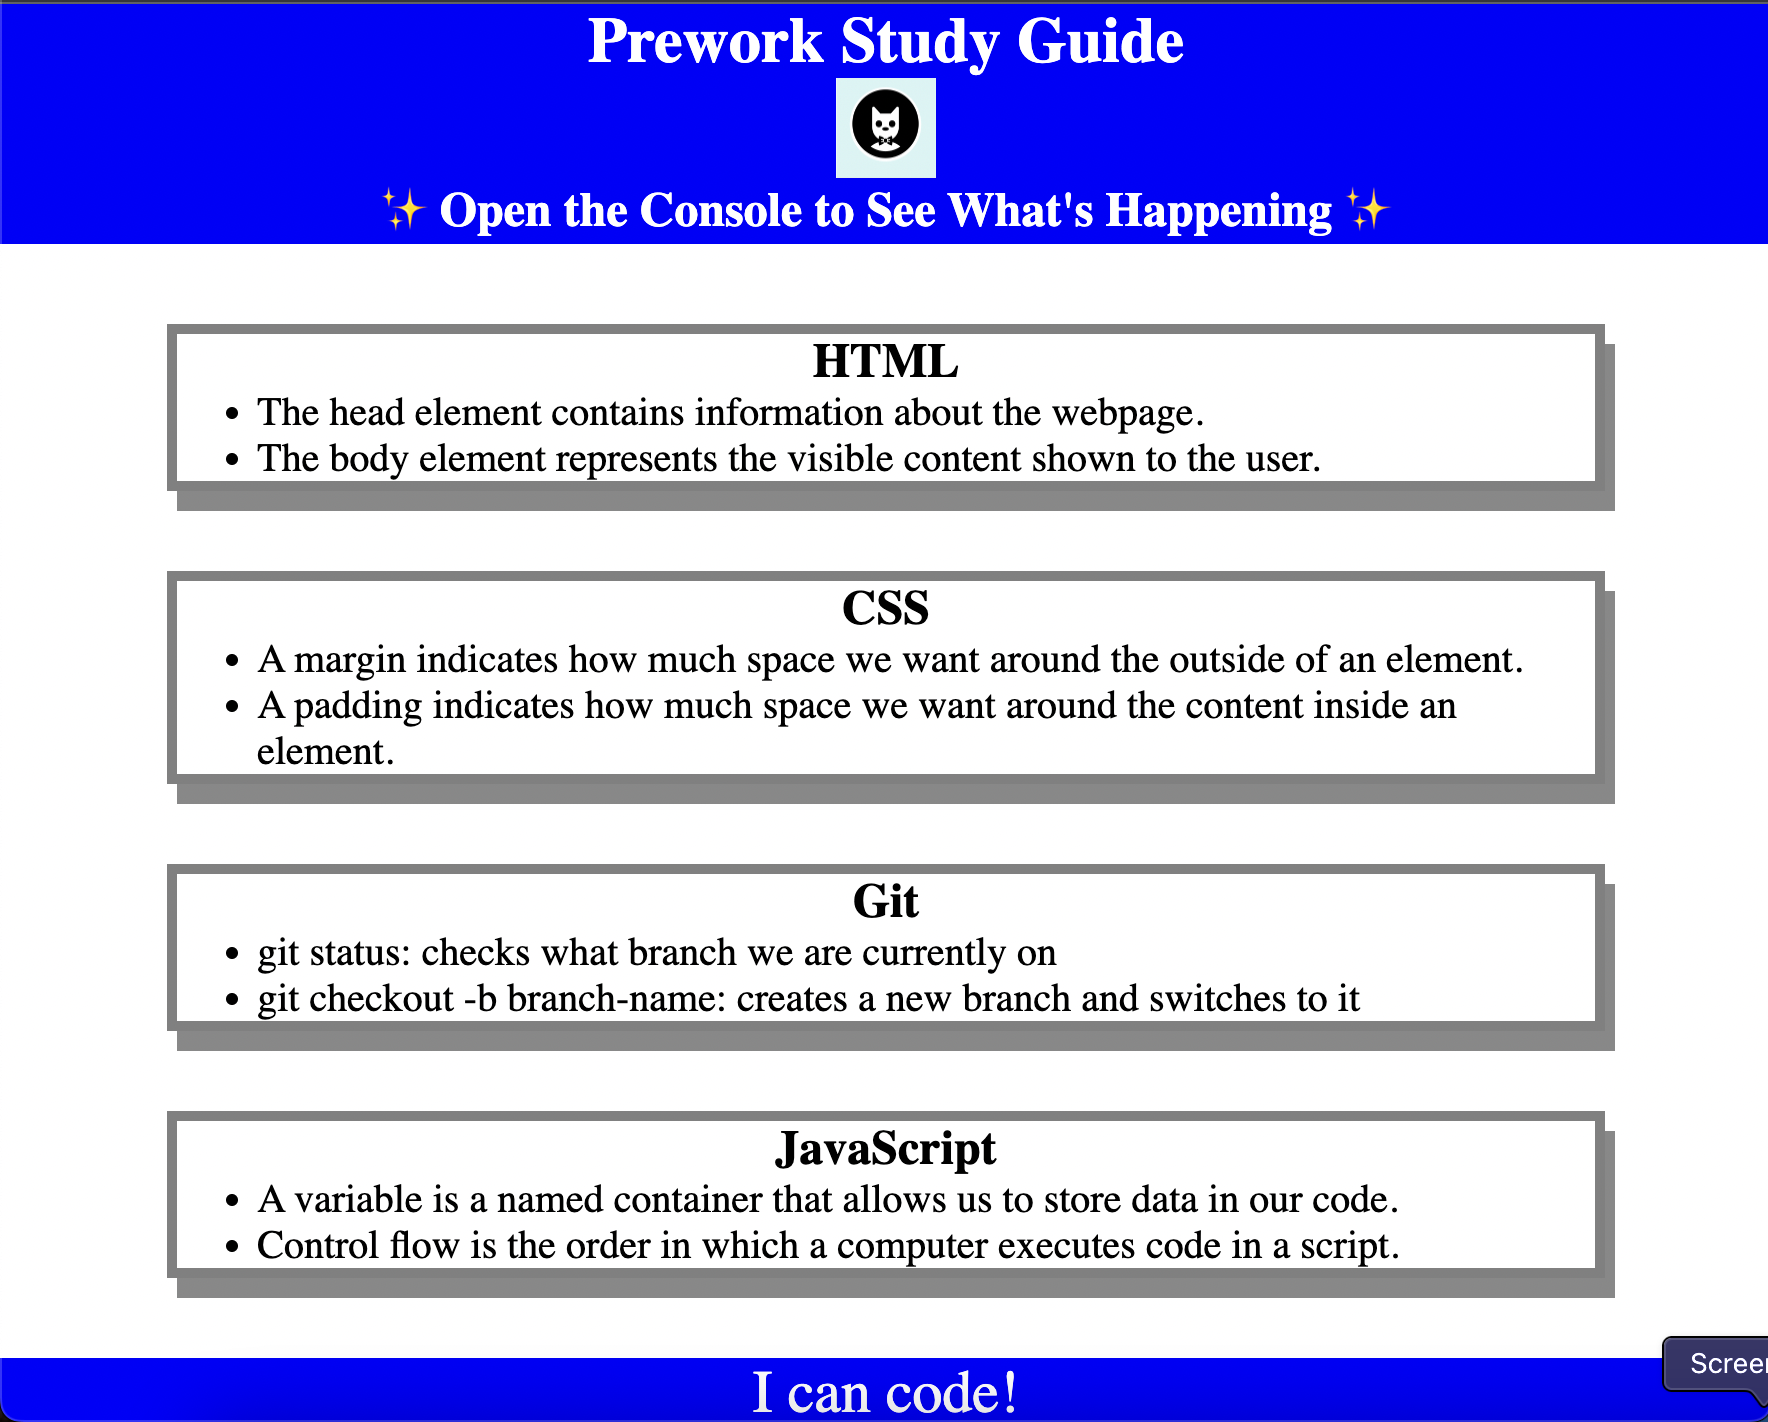 Prework Study Guide
✨ Open the Console to See What's Happening ✨
HTML
• The head element contains information about the webpage.
• The body element represents the visible content shown to the user.
CSS
• A margin indicates how much space we want around the outside of an element.
• A padding indicates how much space we want around the content inside an
element.
Git
• git status: checks what branch we are currently on
• git checkout -b branch-name: creates a new branch and switches to it
JavaScript
• A variable is a named container that allows us to store data in our code.
• Control flow is the order in which a computer executes code in a script.
I can code!